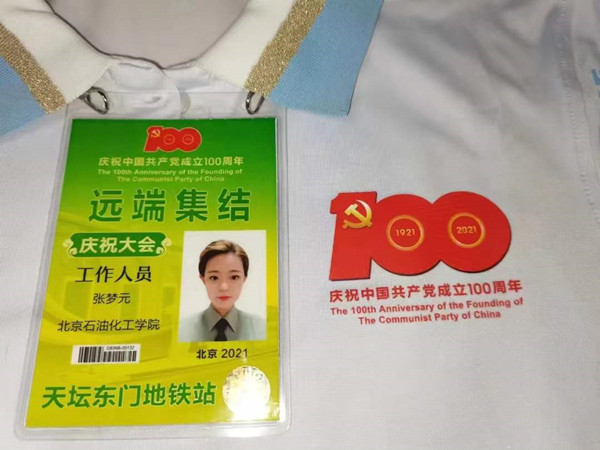 100
庆祝中国共产党成立100周年
The 100th Anniversary of the Founding of
The Communist Party of China
远端集结
庆祝大会
工作人员
张梦元
北京石油化工学院
北京 2021
天坛东门地铁站
100
1921
2021
庆祝中国共产党成立100周年
The 100th Anniversary of the Founding of
The Communist Party of China